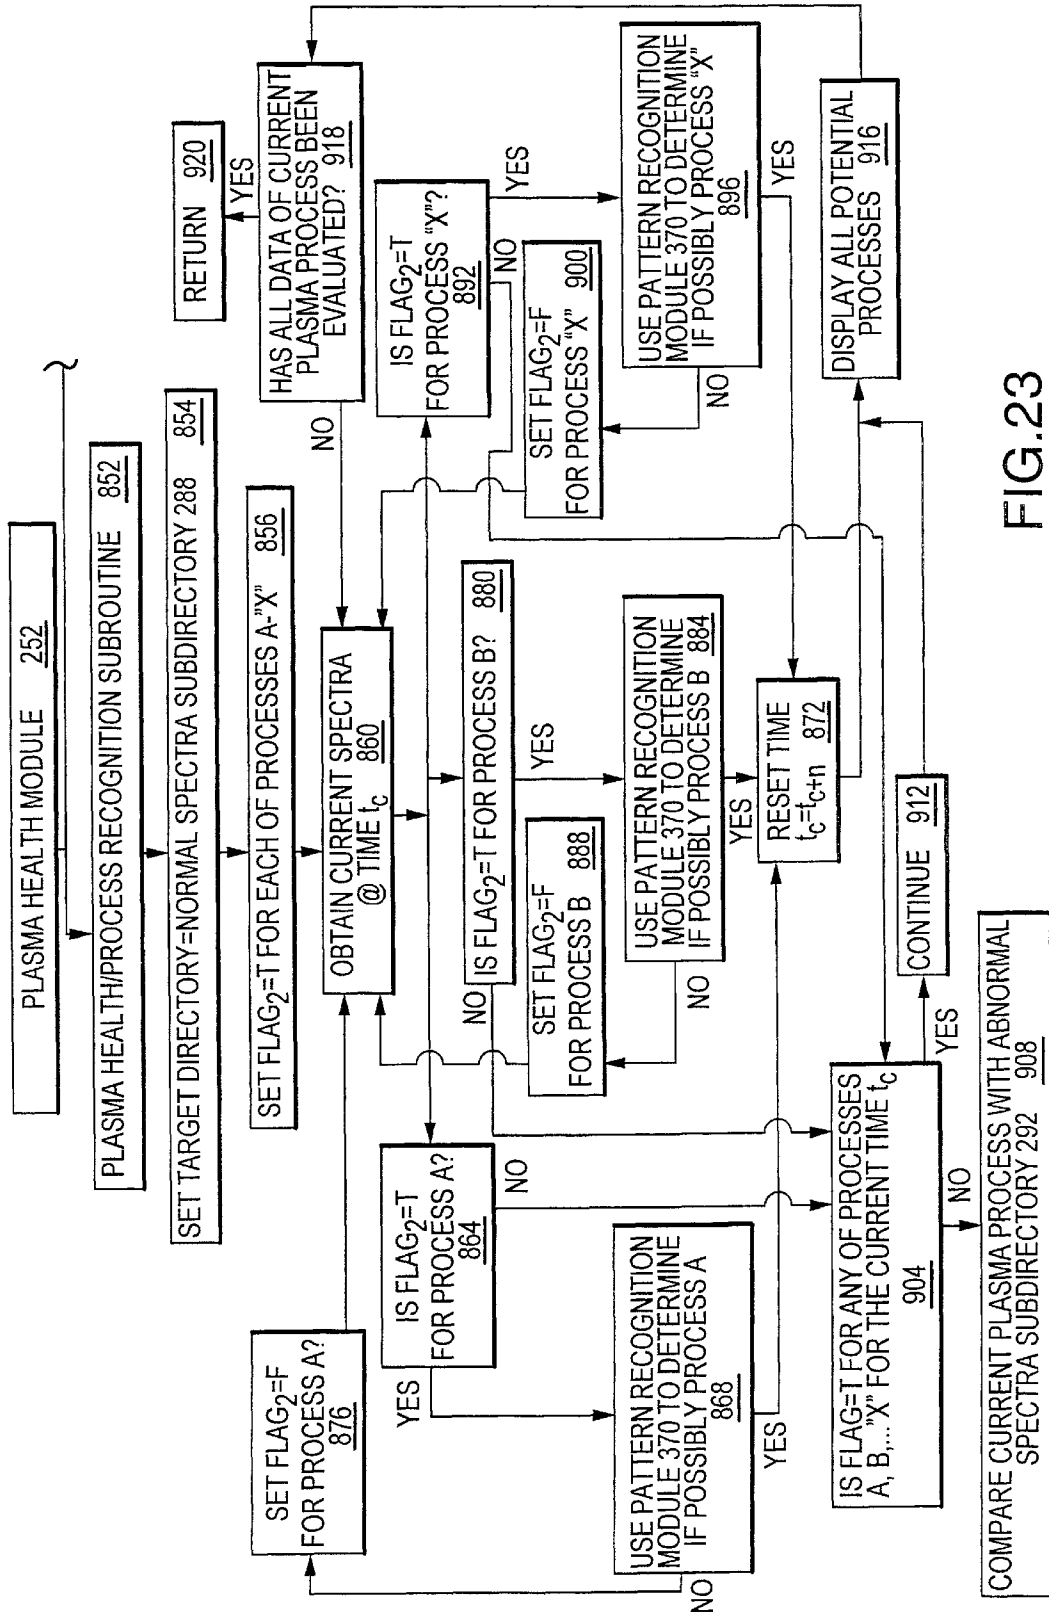 PLASMA HEALTH MODULE 252
PLASMA HEALTH/PROCESS RECOGNITION SUBROUTINE 852
SET TARGET DIRECTORY=NORMAL SPECTRA SUBDIRECTORY 288 854
SET FLAG2=T FOR EACH OF PROCESSES A-"X" 856
OBTAIN CURRENT SPECTRA
@ TIME tc 860
SET FLAG2=F
FOR PROCESS A?
876
IS FLAG2=T
FOR PROCESS A?
864
YES
NO
USE PATTERN RECOGNITION
MODULE 370 TO DETERMINE
IF POSSIBLY PROCESS A
868
NO
YES
IS FLAG2=T FOR PROCESS B? 880
NO
YES
SET FLAG2=F
FOR PROCESS B 888
USE PATTERN RECOGNITION
MODULE 370 TO DETERMINE
IF POSSIBLY PROCESS B 884
NO
YES
RESET TIME
tc=tc+n 872
RETURN 920
YES
HAS ALL DATA OF CURRENT
PLASMA PROCESS BEEN
EVALUATED? 918
NO
IS FLAG2=T
FOR PROCESS "X"?
892
YES
NO
SET FLAG2=F
FOR PROCESS "X" 900
USE PATTERN RECOGNITION
MODULE 370 TO DETERMINE
IF POSSIBLY PROCESS "X"
896
NO
YES
DISPLAY ALL POTENTIAL
PROCESSES 916
IS FLAG=T FOR ANY OF PROCESSES
A, B,..."X" FOR THE CURRENT TIME tc
904
YES
NO
CONTINUE 912
COMPARE CURRENT PLASMA PROCESS WITH ABNORMAL
SPECTRA SUBDIRECTORY 292 908
FIG.23